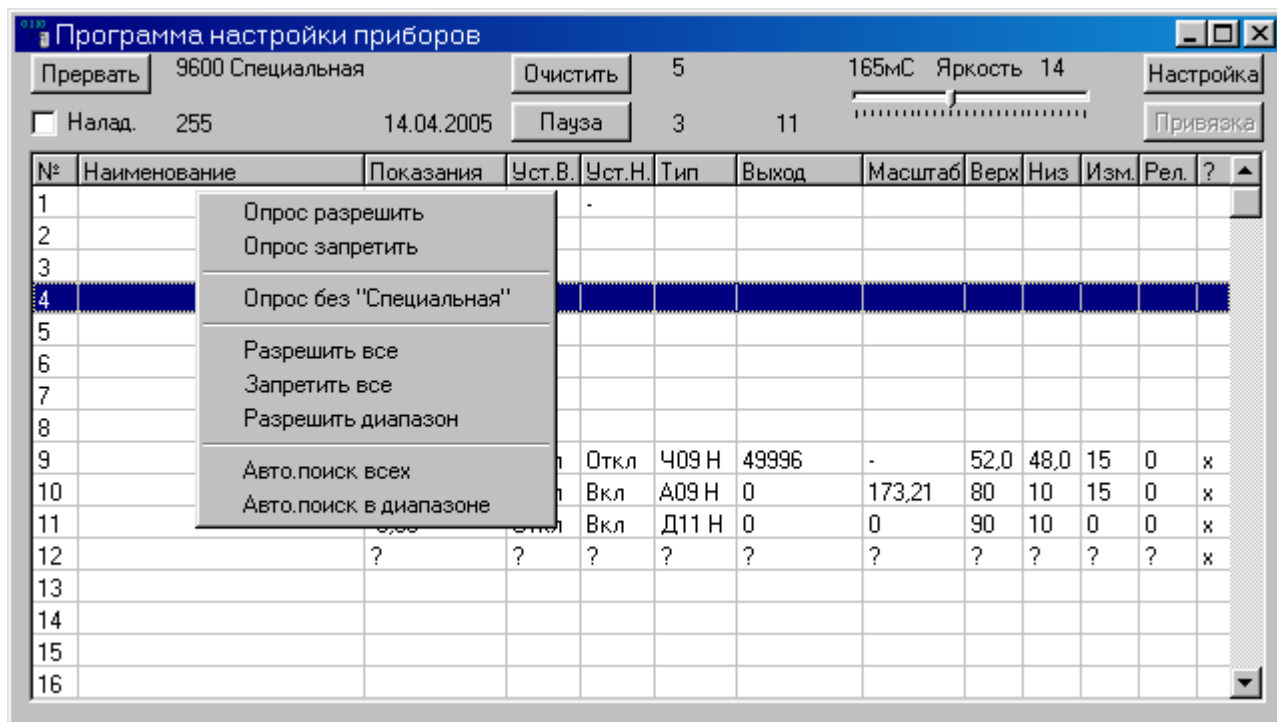 Программа настройки приборов
Прервать 9600 Специальная Очистить 5 165мС Яркость 14 Настройка
Налад. 255 14.04.2005 Пауза 3 11 Привязка
№ Наименование Показания Уст.В. Уст.Н. Тип Выход Масштаб Верх Низ Изм. Рел. ?
1 -
Опрос разрешить
2
Опрос запретить
3
4 Опрос без "Специальная"
5
Разрешить все
6
Запретить все
7
Разрешить диапазон
8
9 Откл Ч09 Н 49996 - 52,0 48,0 15 0 x
Авто.поиск всех
10 Вкл А09 Н 0 173,21 80 10 15 0 x
Авто.поиск в диапазоне
11 Вкл Д11 Н 0 0 90 10 0 0 x
12 ? ? ? ? ? ? ? ? ? ? x
13
14
15
16